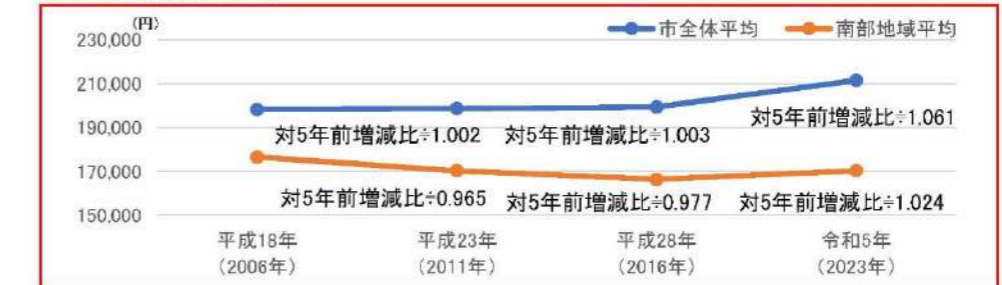 (円)
230,000
市全体平均 南部地域平均
210,000
190,000
対5年前増減比≑1.002 対5年前増減比≑1.003 対5年前増減比≑1.061
170,000
対5年前増減比≑0.965 対5年前増減比≑0.977 対5年前増減比≑1.024
150,000
平成18年 平成23年 平成28年 令和5年
(2006年) (2011年) (2016年) (2023年)